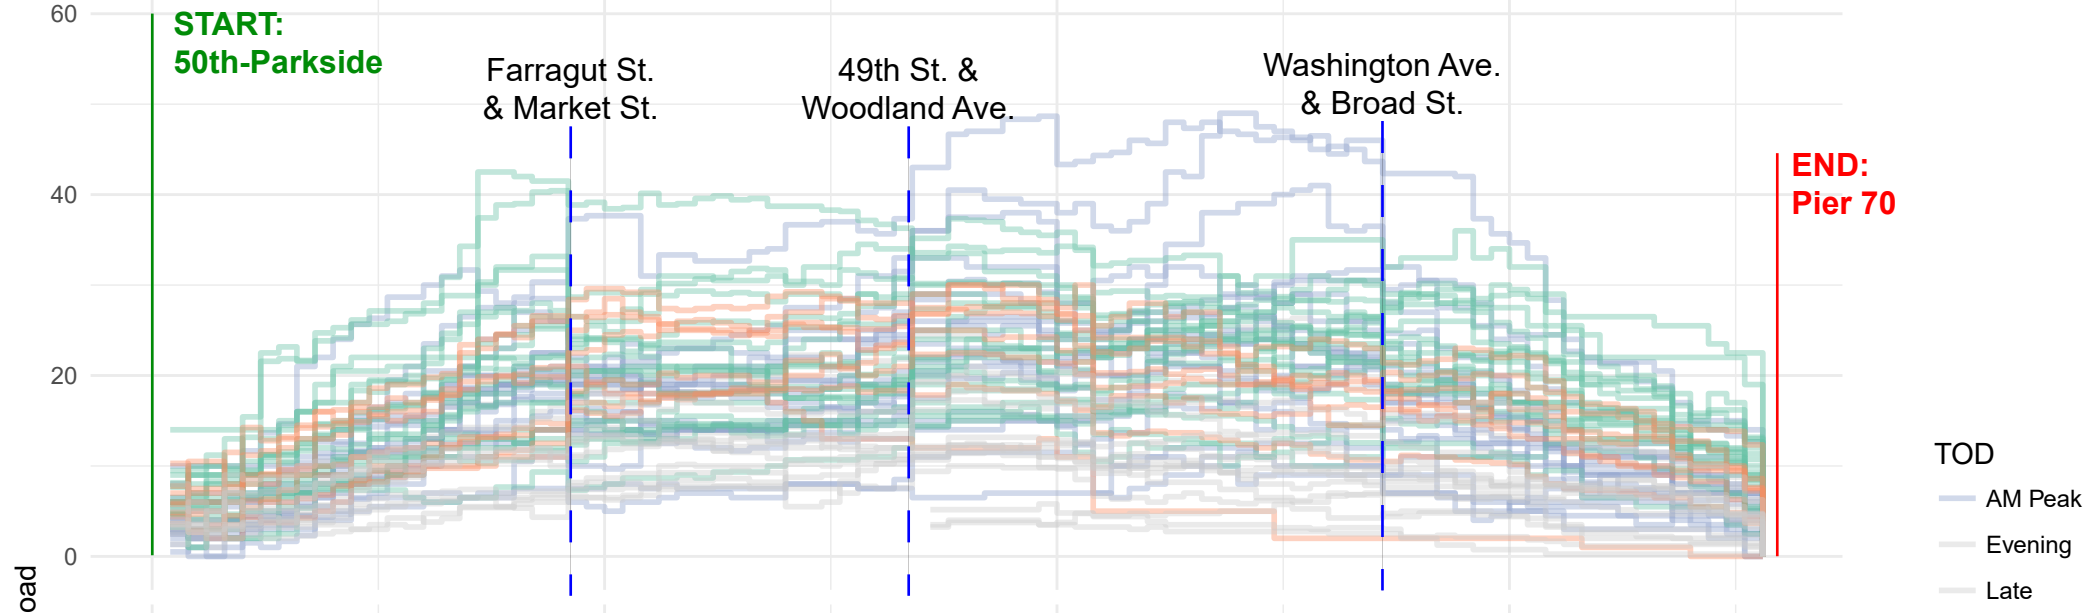 60
START:
50th-Parkside
Farragut St.
& Market St.
49th St. &
Woodland Ave.
Washington Ave.
& Broad St.
40
END:
Pier 70
20
0
oad
TOD
AM Peak
Evening
Late